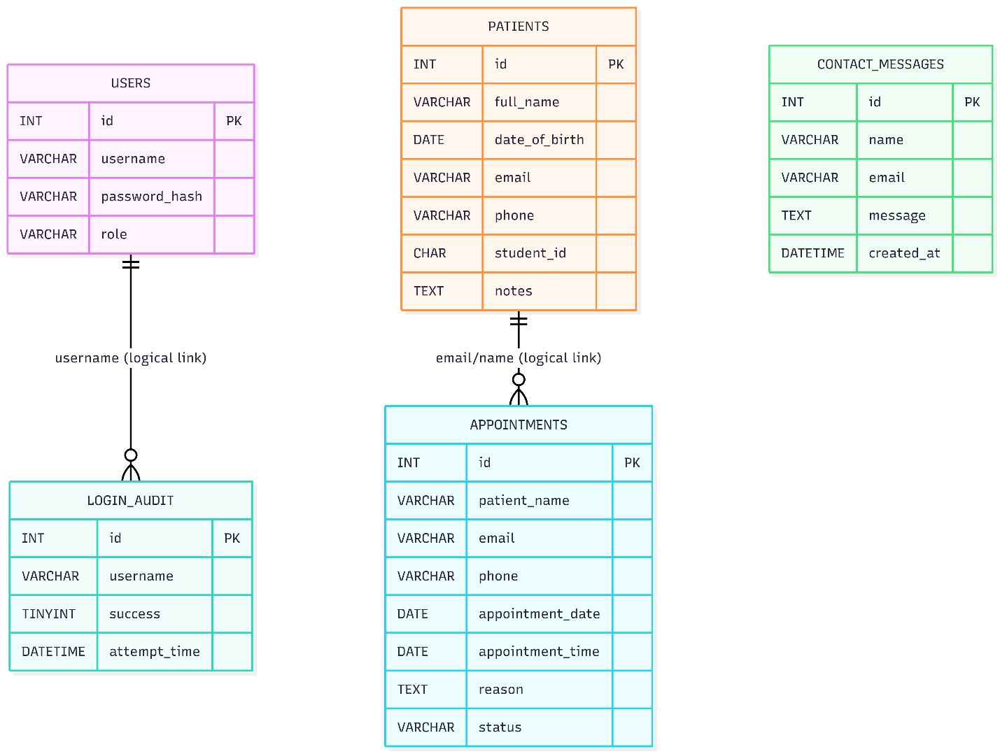 USERS
INT id PK
VARCHAR username
VARCHAR password_hash
VARCHAR role
username (logical link)
LOGIN_AUDIT
INT id PK
VARCHAR username
TINYINT success
DATETIME attempt_time
PATIENTS
INT id PK
VARCHAR full_name
DATE date_of_birth
VARCHAR email
VARCHAR phone
CHAR student_id
TEXT notes
email/name (logical link)
APPOINTMENTS
INT id PK
VARCHAR patient_name
VARCHAR email
VARCHAR phone
DATE appointment_date
DATE appointment_time
TEXT reason
VARCHAR status
CONTACT_MESSAGES
INT id PK
VARCHAR name
VARCHAR email
TEXT message
DATETIME created_at